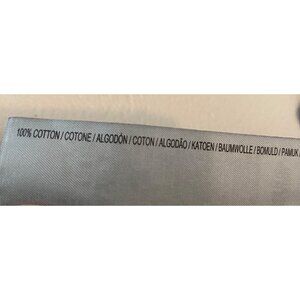 100% COTTON / COTONE / ALGODÓN / COTON / ALGODÃO / KATOEN / BAUMWOLLE / BOMULD / PAMUK /